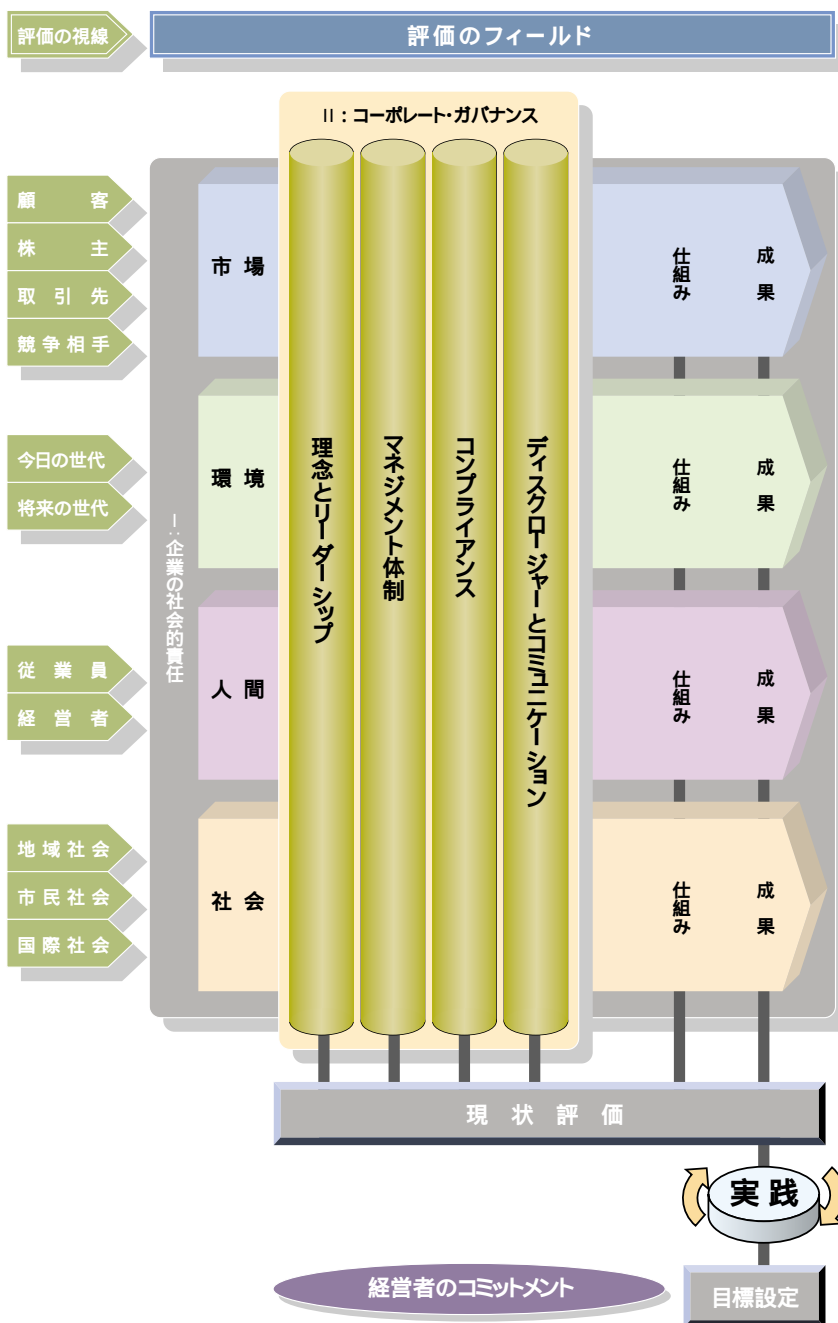 評価の視線
評価のフィールド
II：コーポレート・ガバナンス
I：企業の社会的責任
顧客
株主
取引先
競争相手
市場
仕組み
成果
今日の世代
将来の世代
環境
仕組み
成果
従業員
経営者
人間
仕組み
成果
地域社会
市民社会
国際社会
社会
仕組み
成果
理念とリーダーシップ
マネジメント体制
コンプライアンス
ディスクロージャーとコミュニケーション
現状評価
実践
経営者のコミットメント
目標設定